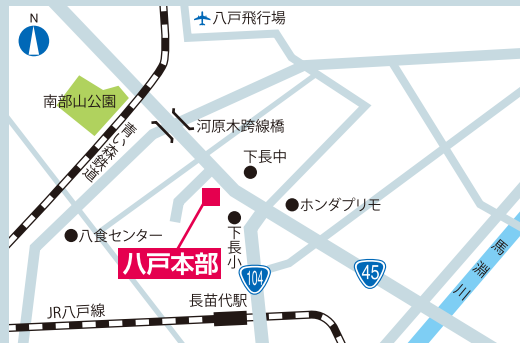 N
八戸飛行場
南部山公園
青い森鉄道
河原木跨線橋
下長中
ホンダプリモ
八食センター
下長小
八戸本部
104
45
馬淵川
長苗代駅
JR八戸線